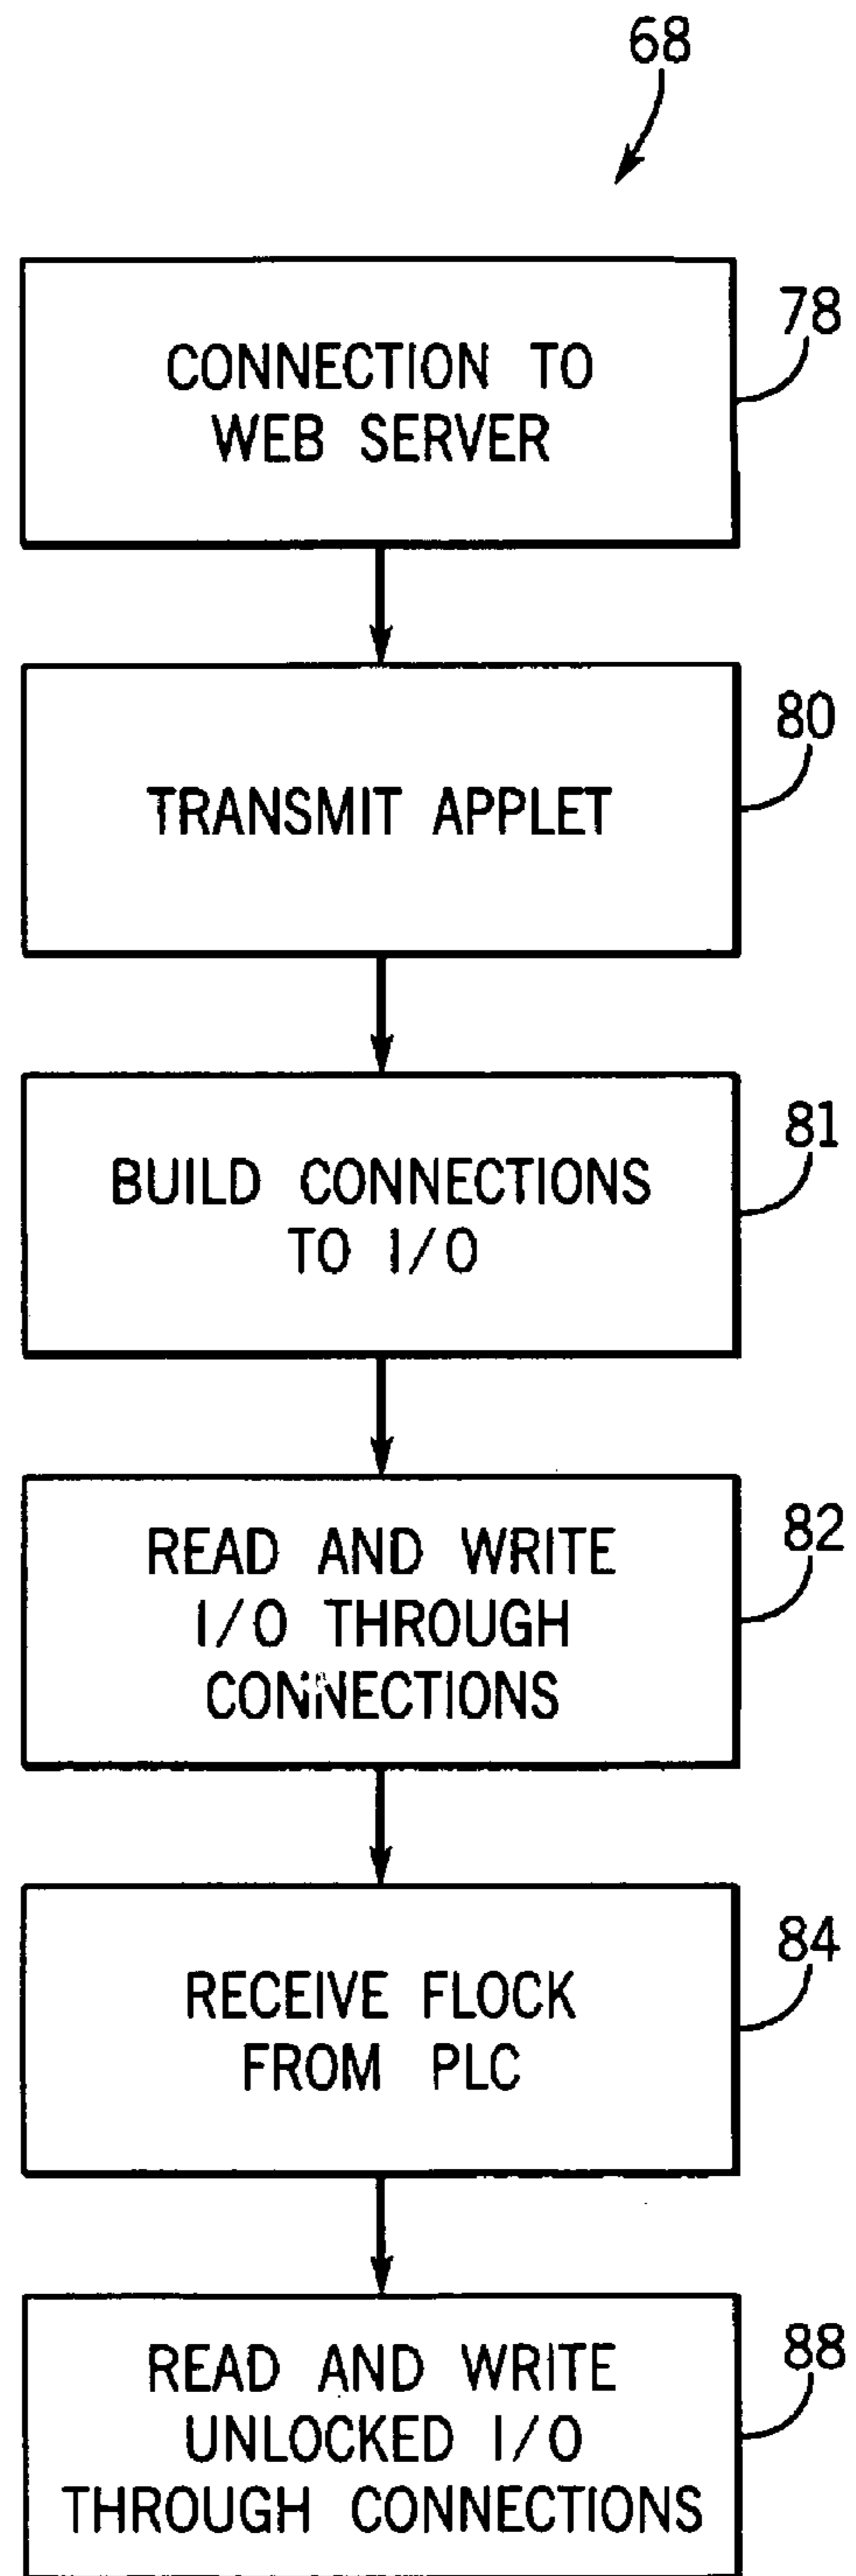 68
CONNECTION TO
WEB SERVER
78
TRANSMIT APPLET
80
BUILD CONNECTIONS
TO I/O
81
READ AND WRITE
I/O THROUGH
CONNECTIONS
82
RECEIVE FLOCK
FROM PLC
84
READ AND WRITE
UNLOCKED I/O
THROUGH CONNECTIONS
88